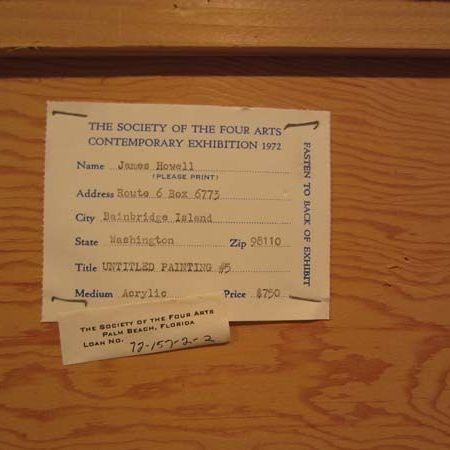 THE SOCIETY OF THE FOUR ARTS
CONTEMPORARY EXHIBITION 1972
Name James Howell
(PLEASE PRINT)
Address Route 6 Box 6773
City Bainbridge Island
State Washington Zip 98110
Title UNTITLED PAINTING #5
Medium Acrylic Price $750
FASTEN TO BACK OF EXHIBIT
THE SOCIETY OF THE FOUR ARTS
PALM BEACH, FLORIDA
LOAN NO. 72-157-2-2